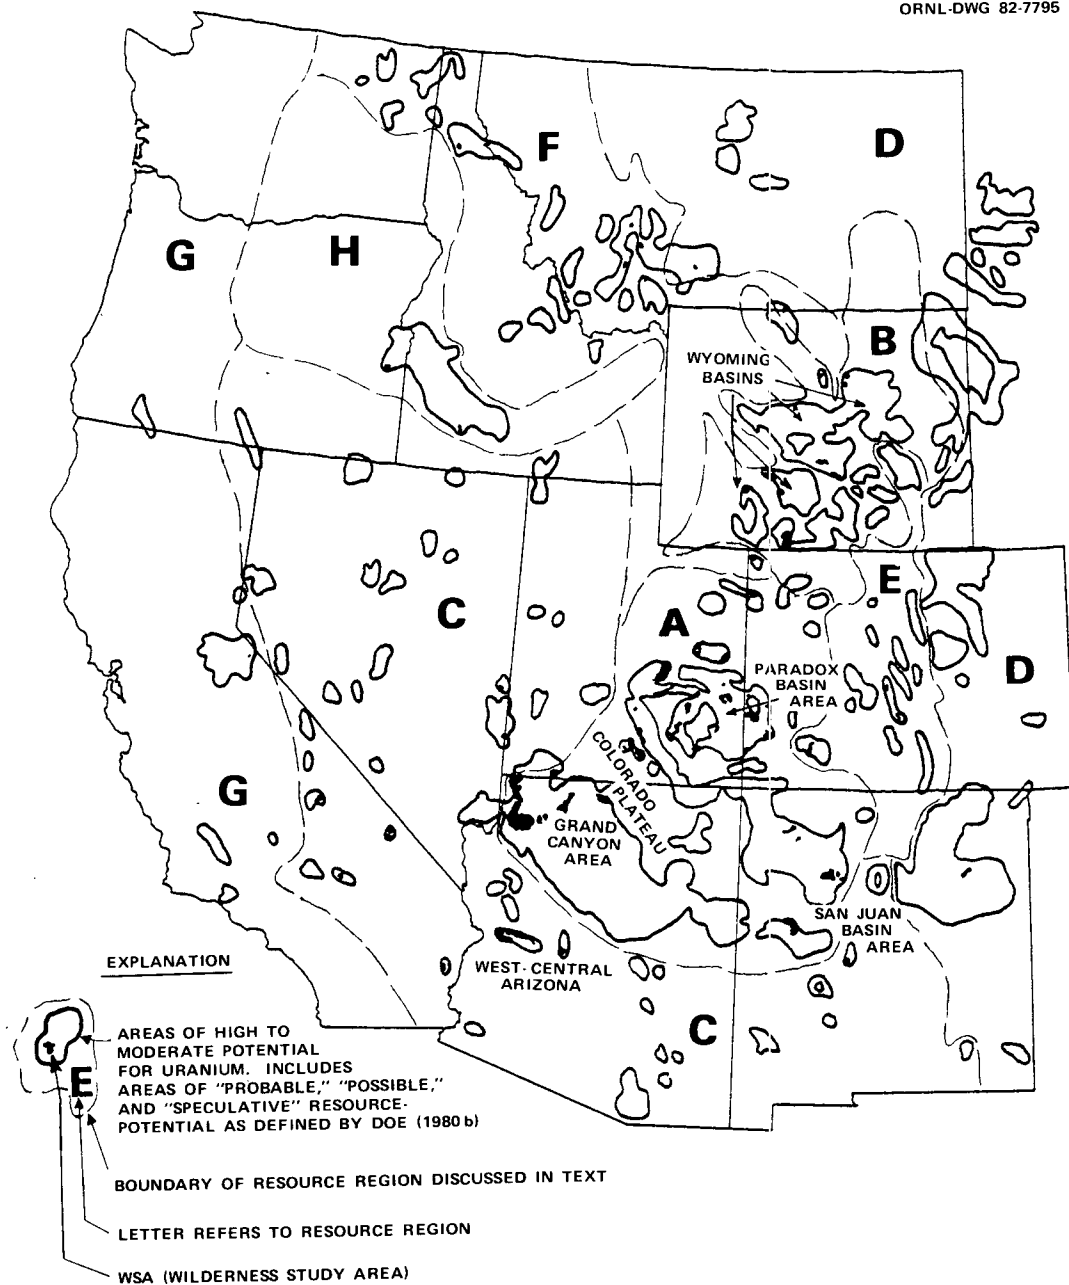 ORNL-DWG 82-7795
F
D
G
H
B
WYOMING
BASINS
E
C
A
D
PARADOX
BASIN
AREA
COLORADO
PLATEAU
G
GRAND
CANYON
AREA
SAN JUAN
BASIN
AREA
WEST-CENTRAL
ARIZONA
C
EXPLANATION
AREAS OF HIGH TO
MODERATE POTENTIAL
FOR URANIUM. INCLUDES
AREAS OF "PROBABLE," "POSSIBLE,"
AND "SPECULATIVE" RESOURCE-
POTENTIAL AS DEFINED BY DOE (1980 b)
E
BOUNDARY OF RESOURCE REGION DISCUSSED IN TEXT
LETTER REFERS TO RESOURCE REGION
WSA (WILDERNESS STUDY AREA)